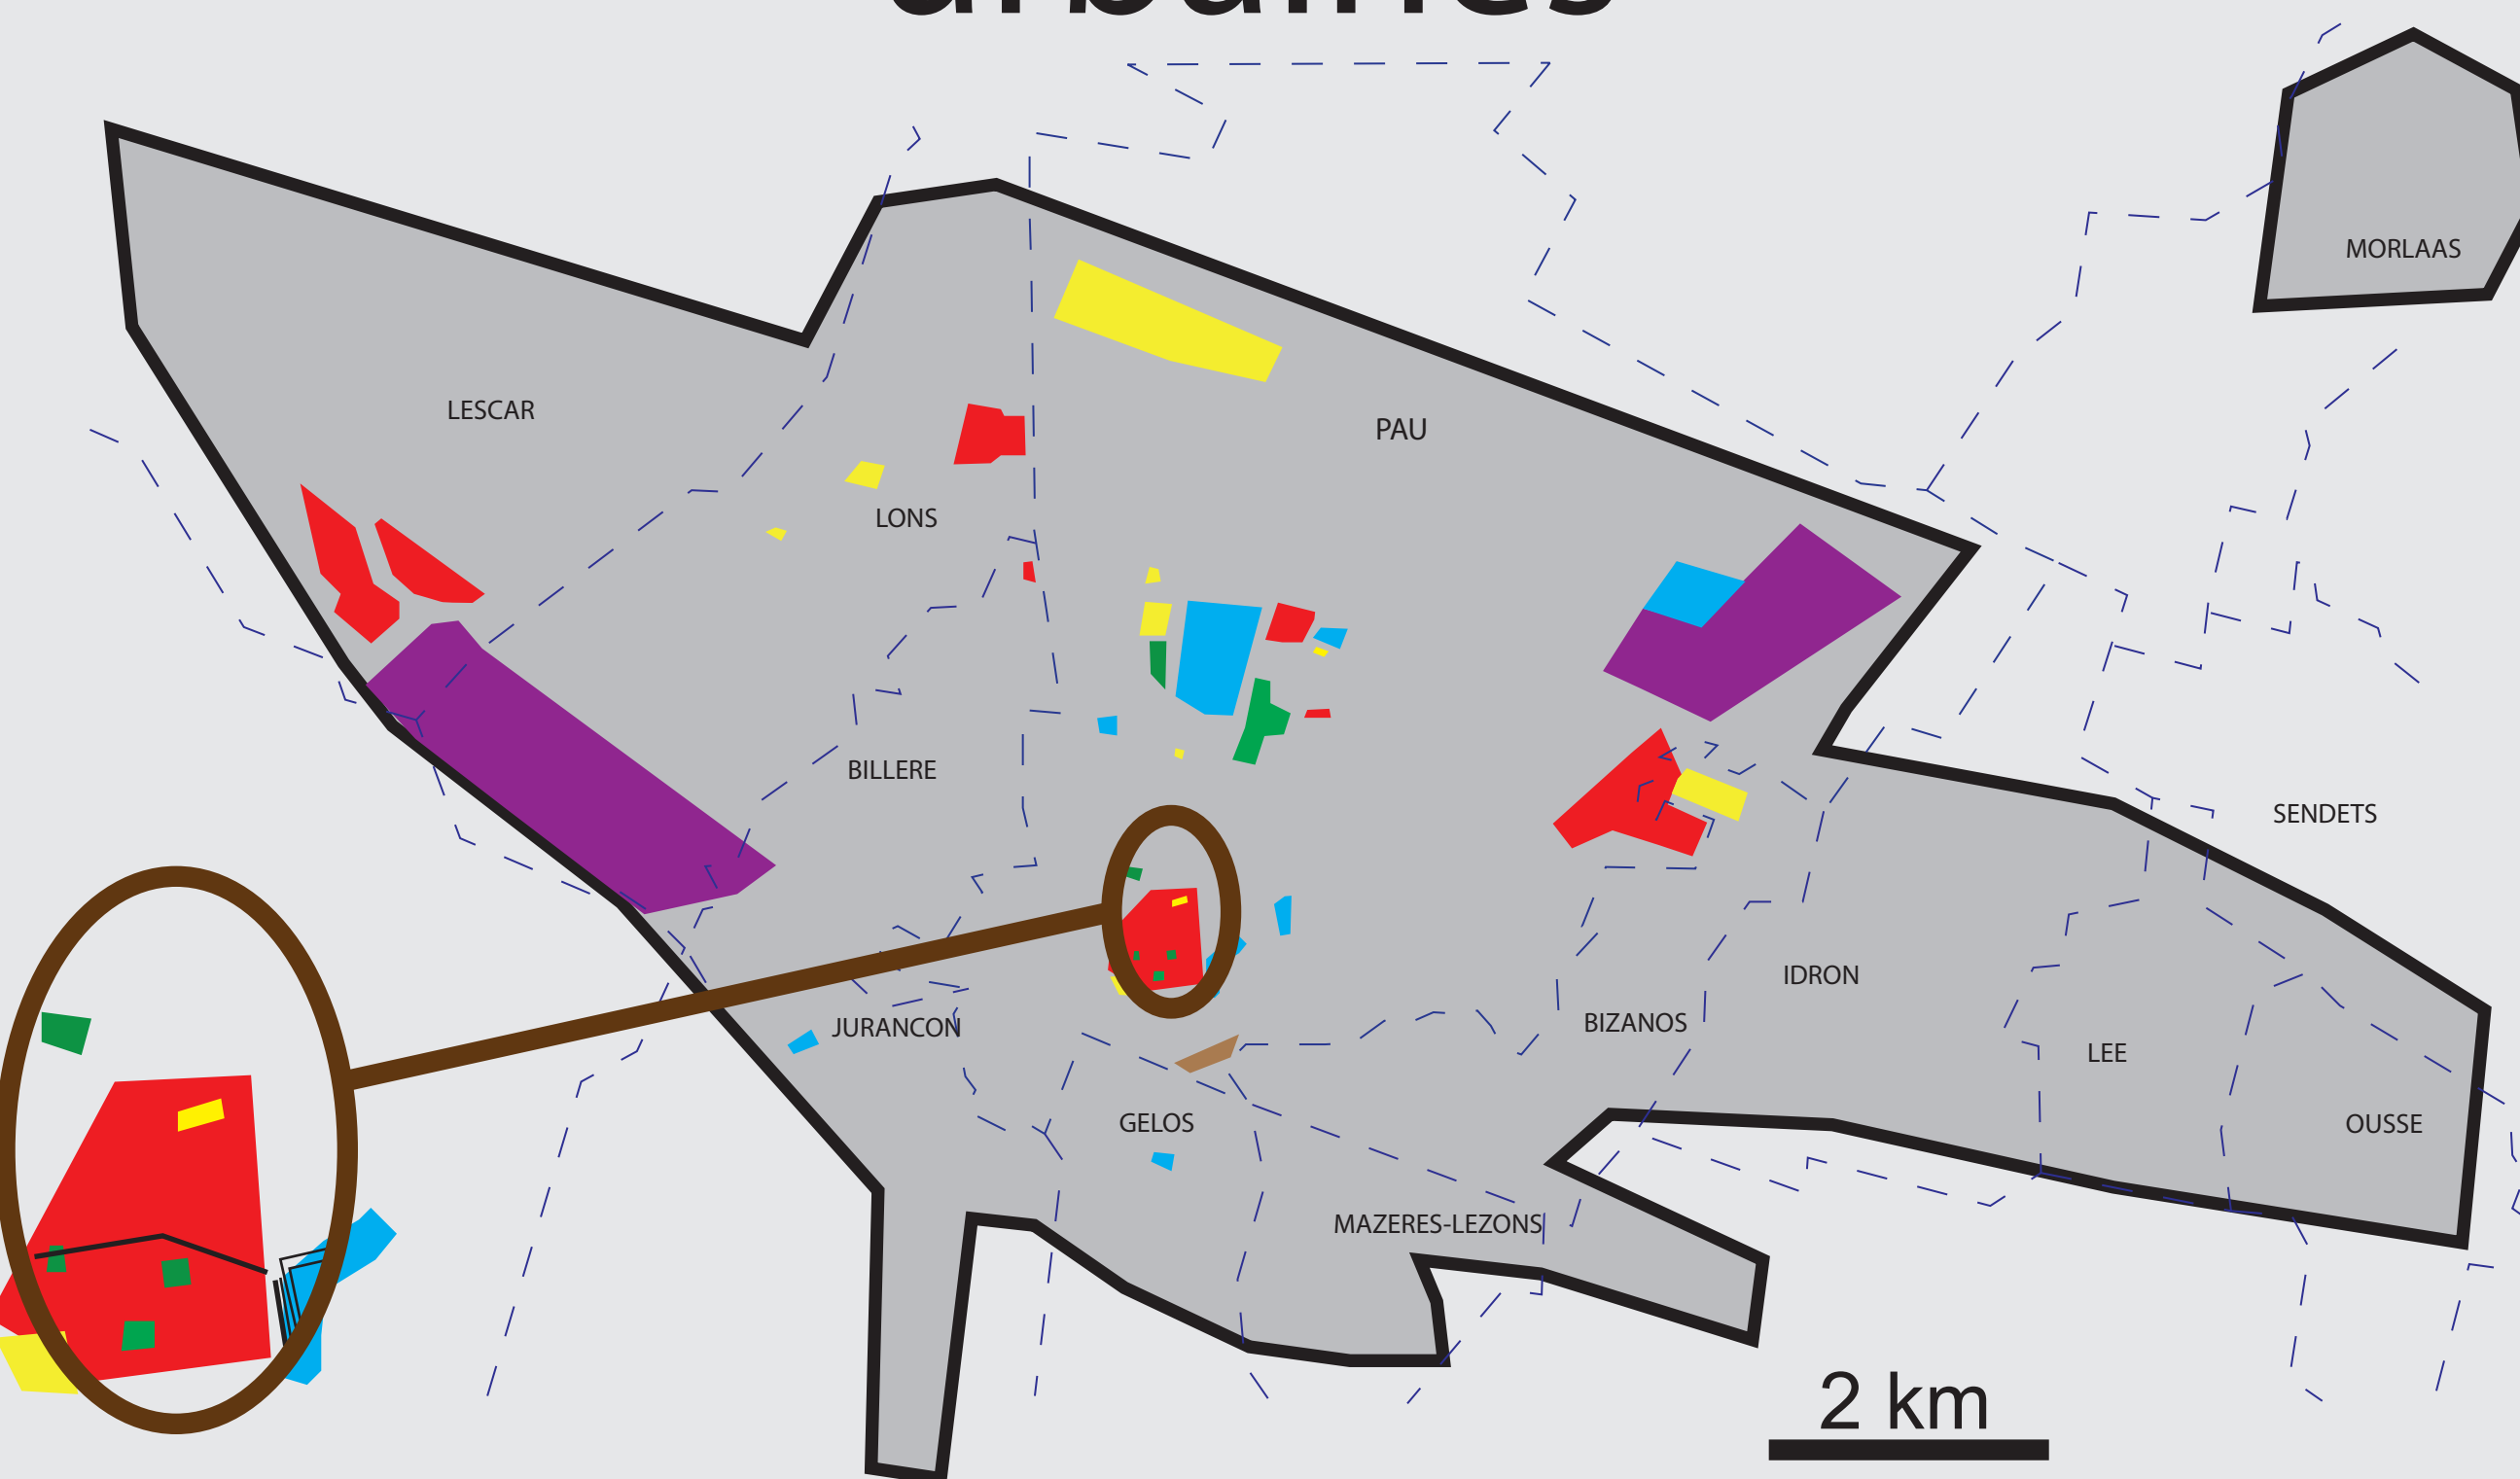 MORLAAS
LESCAR
PAU
LONS
BILLERE
SENDETS
IDRON
BIZANOS
JURANCON
LEE
GELOS
OUSSE
MAZERES-LEZONS
2 km